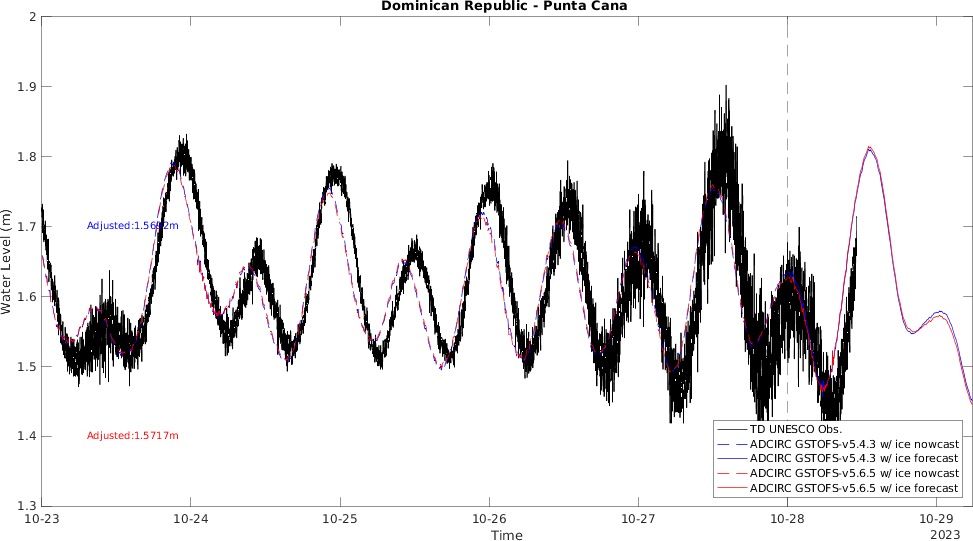 Dominican Republic - Punta Cana
2
1.9
1.8
1.7
1.6
1.5
1.4
1.3
Water Level (m)
Adjusted:1.5692m
Adjusted:1.5717m
TD UNESCO Obs.
ADCIRC GSTOFS-v5.4.3 w/ ice nowcast
ADCIRC GSTOFS-v5.4.3 w/ ice forecast
ADCIRC GSTOFS-v5.6.5 w/ ice nowcast
ADCIRC GSTOFS-v5.6.5 w/ ice forecast
10-23 10-24 10-25 10-26 10-27 10-28 10-29
Time
2023